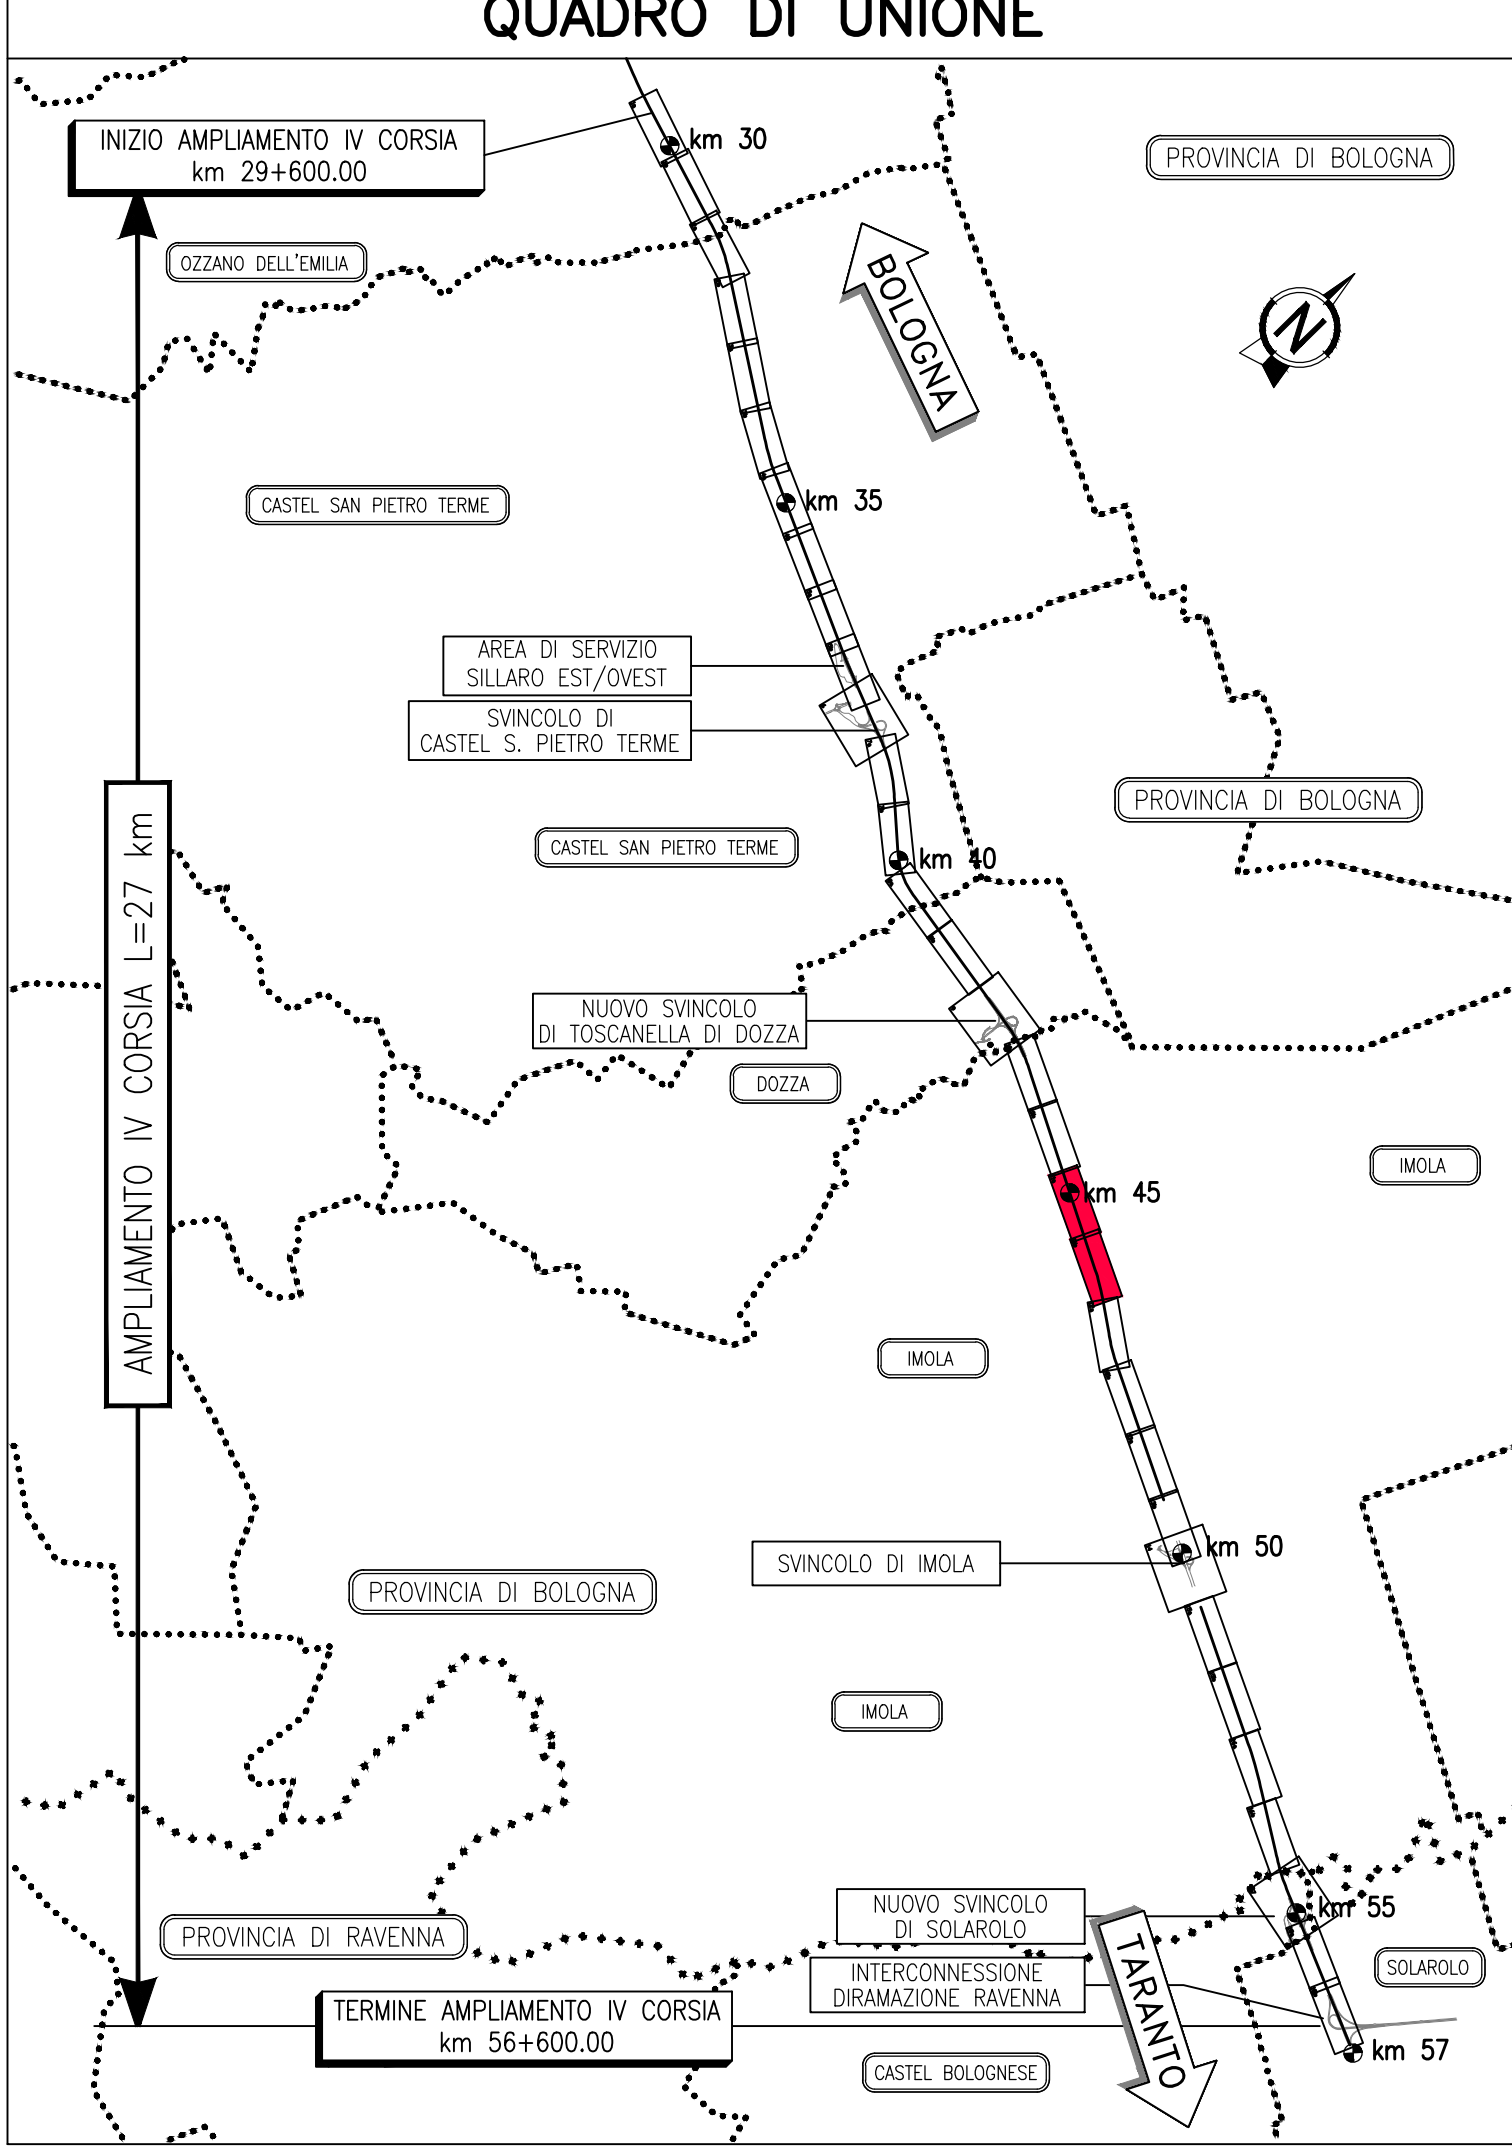 QUADRO DI UNIONE
INIZIO AMPLIAMENTO IV CORSIA
km 29+600.00
km 30
PROVINCIA DI BOLOGNA
OZZANO DELL'EMILIA
BOLOGNA
N
CASTEL SAN PIETRO TERME
km 35
AREA DI SERVIZIO
SILLARO EST/OVEST
SVINCOLO DI
CASTEL S. PIETRO TERME
PROVINCIA DI BOLOGNA
CASTEL SAN PIETRO TERME
km 40
AMPLIAMENTO IV CORSIA L=27 km
NUOVO SVINCOLO
DI TOSCANELLA DI DOZZA
DOZZA
IMOLA
km 45
IMOLA
SVINCOLO DI IMOLA
km 50
PROVINCIA DI BOLOGNA
IMOLA
NUOVO SVINCOLO
DI SOLAROLO
km 55
PROVINCIA DI RAVENNA
TARANTO
INTERCONNESSIONE
DIRAMAZIONE RAVENNA
SOLAROLO
TERMINE AMPLIAMENTO IV CORSIA
km 56+600.00
km 57
CASTEL BOLOGNESE